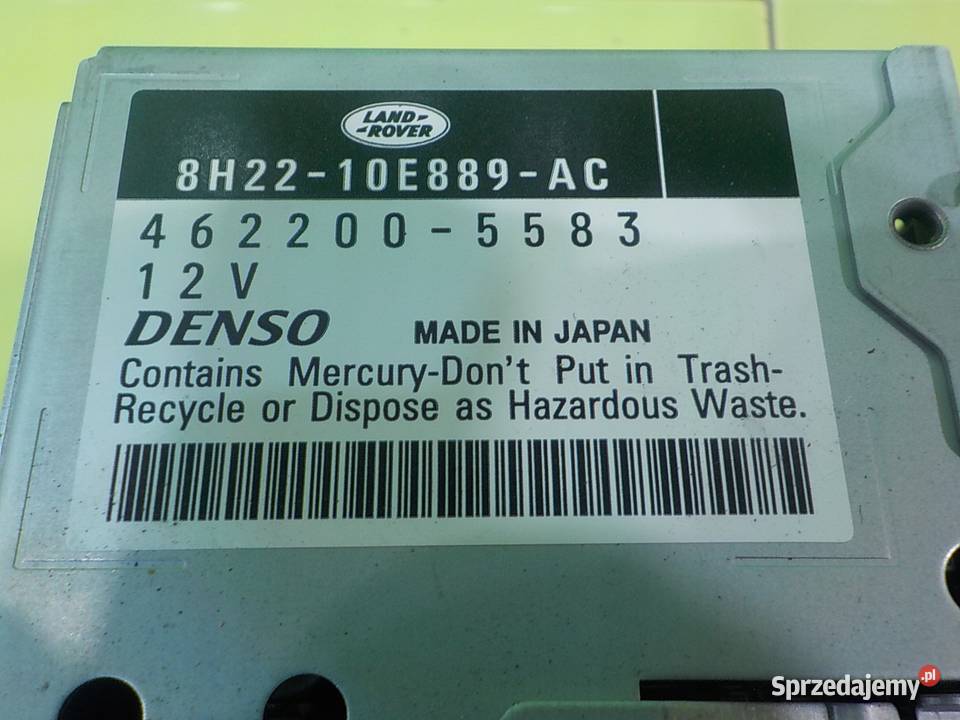 LAND-
-ROVER
8H22-10E889-AC
462200-5583
12V
DENSO MADE IN JAPAN
Contains Mercury-Don't Put in Trash-
Recycle or Dispose as Hazardous Waste.
Sprzedajemy.pl